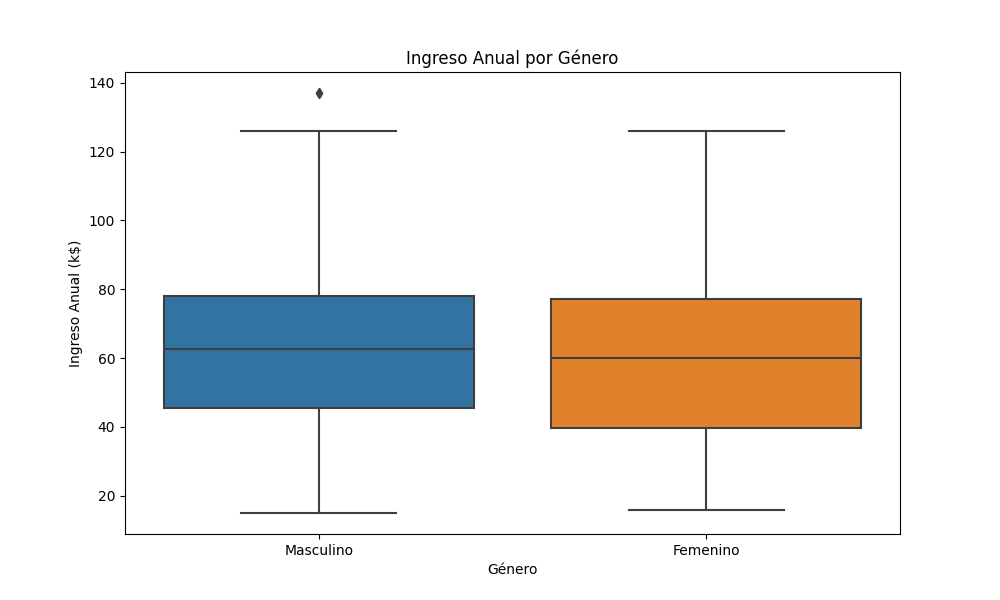 Ingreso Anual por Género
Ingreso Anual (k$)
140
120
100
80
60
40
20
Masculino
Femenino
Género